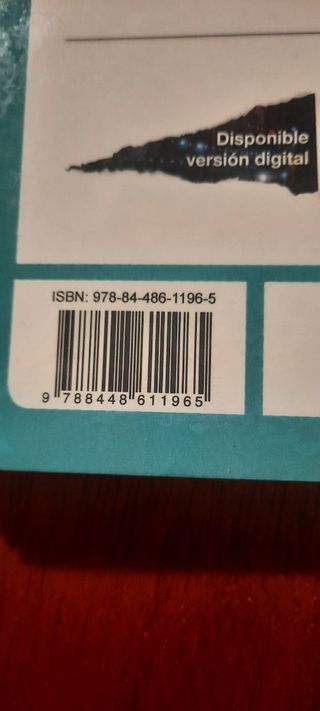 Disponible
versión digital
ISBN: 978-84-486-1196-5
9 788448 611965